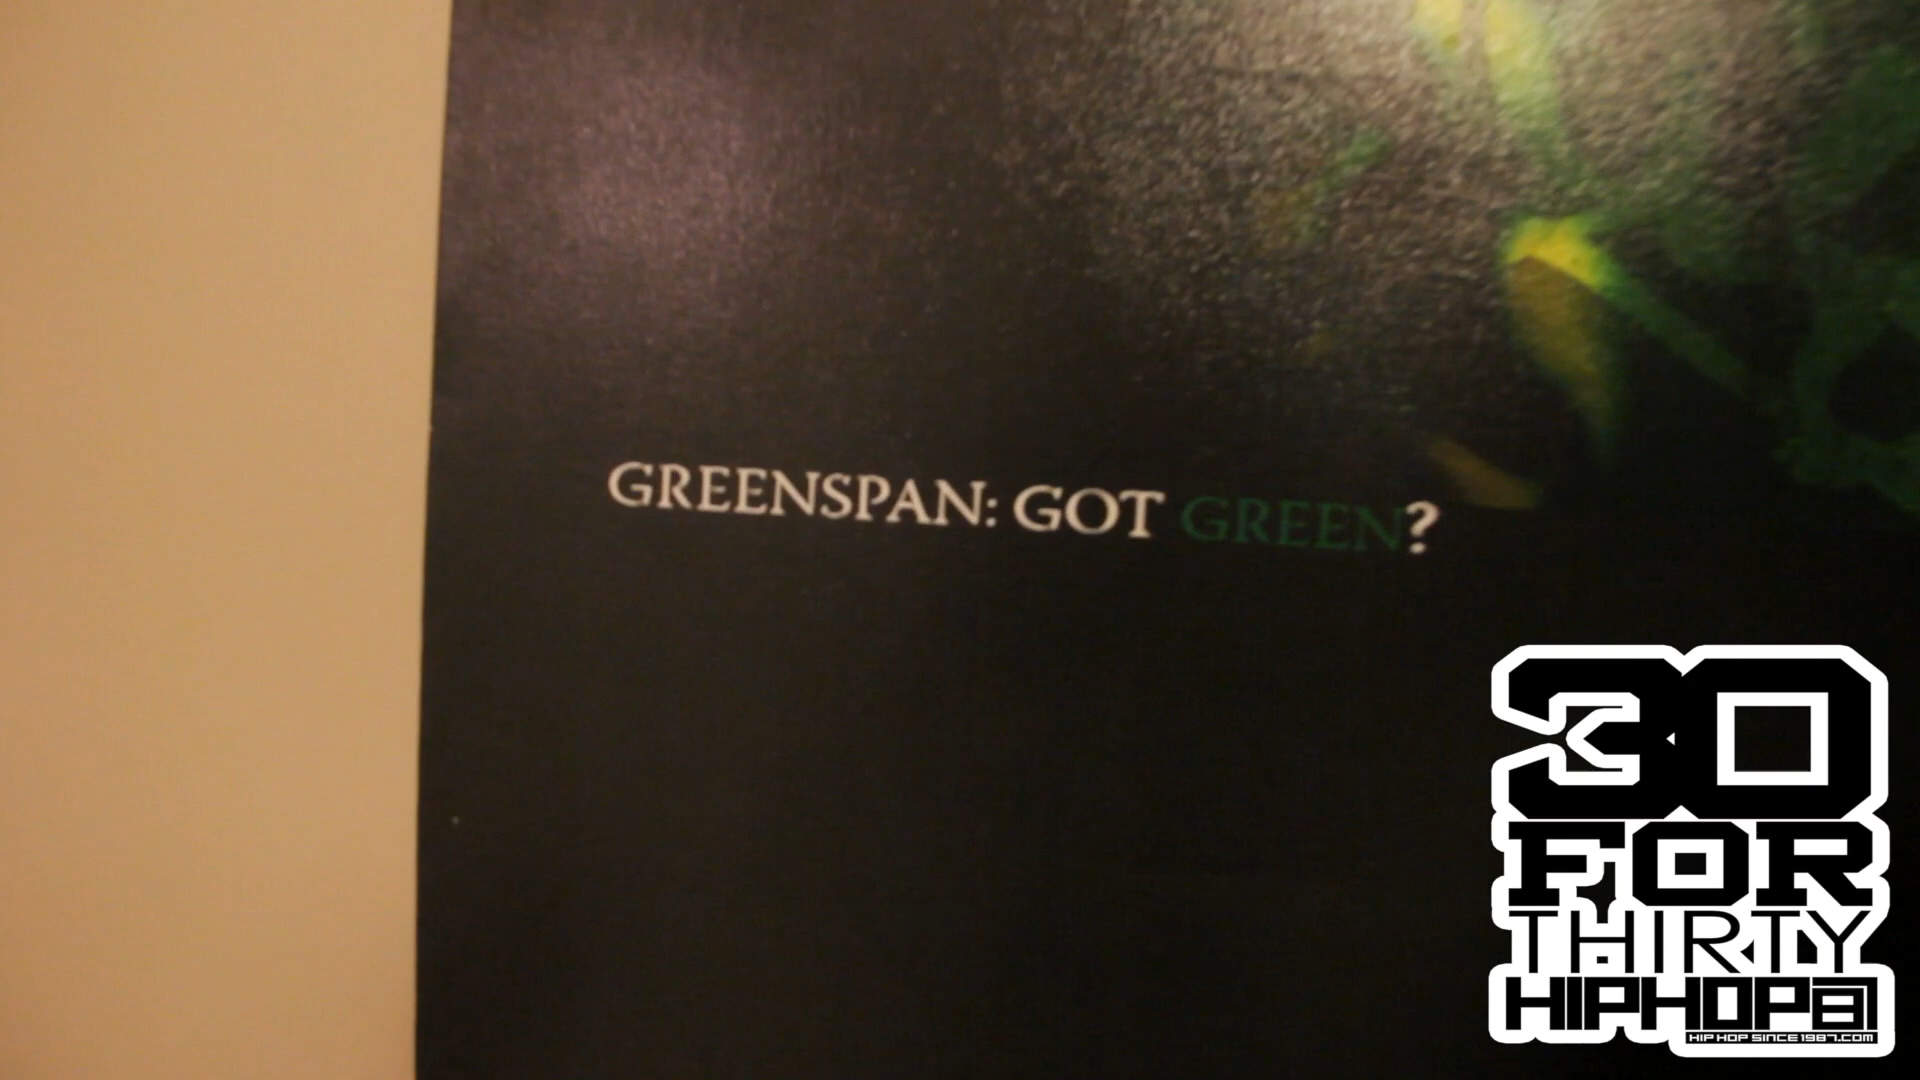 GREENSPAN: GOT GREEN?
30
FOR
THIRTY
HIPHOP
HIP HOP SINCE 1987.COM